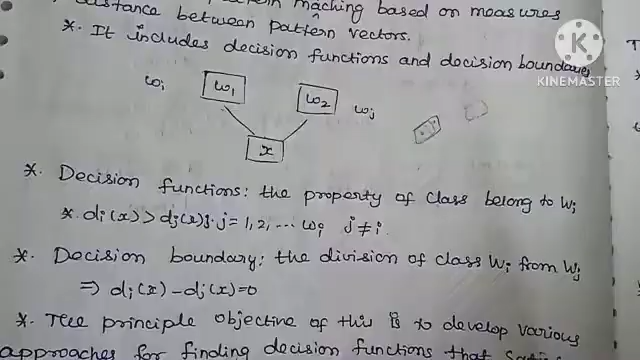 distance between pattern vectors.
maching based on measures
*. It includes decision functions and decision boundaries
KINEMASTER
ωi ω1 ω2 ωj
x
*. Decision functions: the property of class belong to Wi
*. di(x) > dj(x); j = 1, 2, ... ωi j ≠ i.
*. Decision boundary: the division of class Wi from Wj
⇒ di(x) - dj(x) = 0
*. The principle objective of this is to develop various
approaches for finding decision functions that